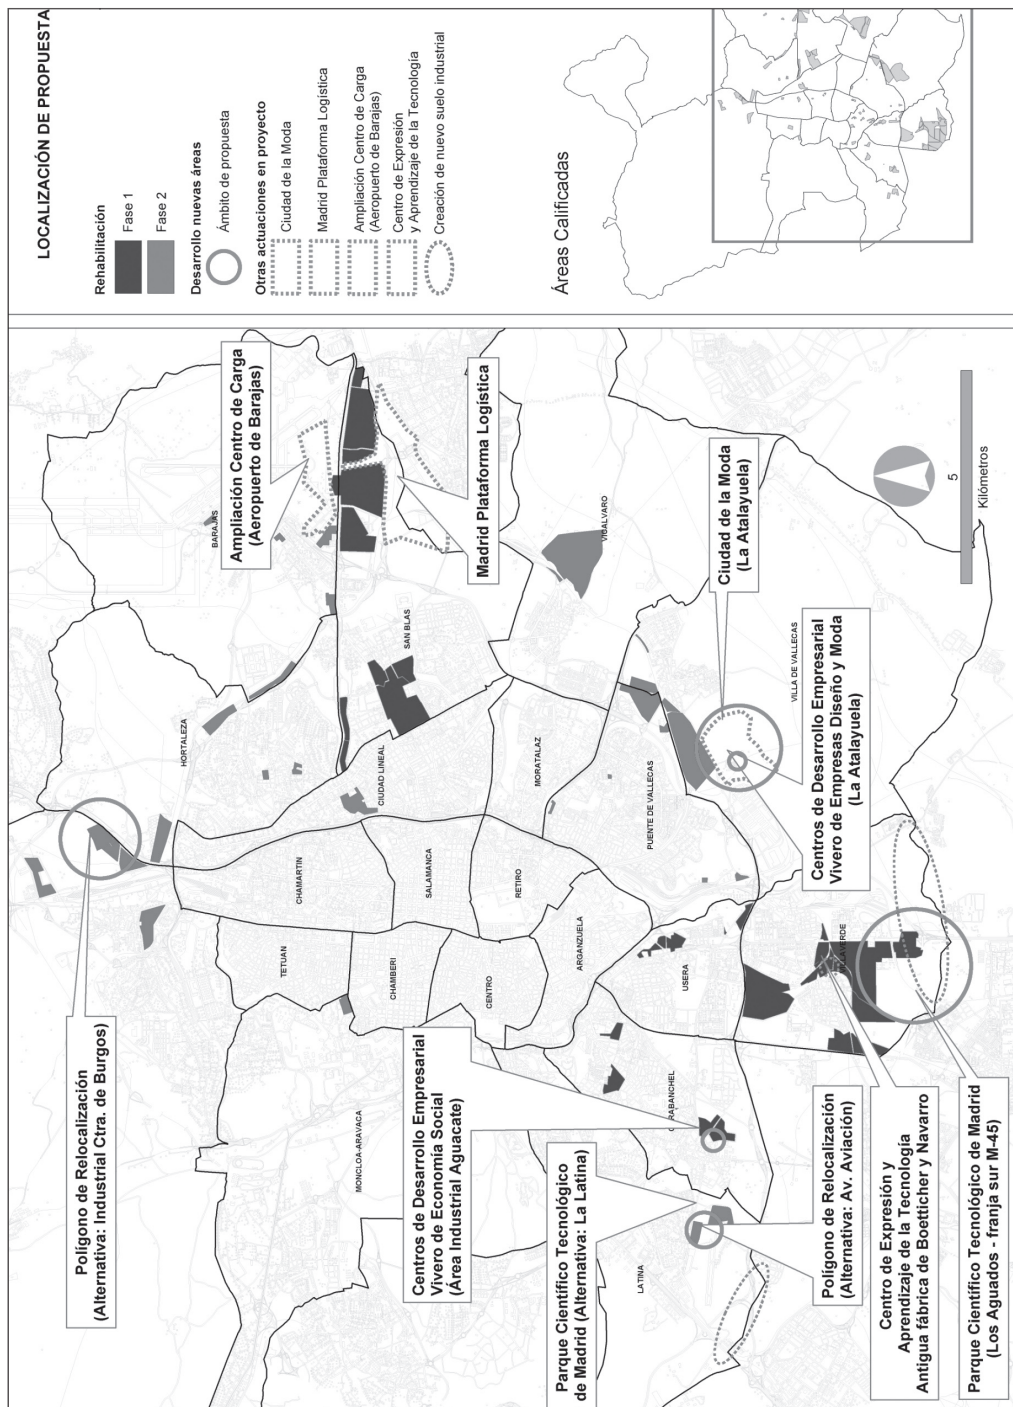 LOCALIZACIÓN DE PROPUESTA
Rehabilitación
Fase 1
Fase 2
Desarrollo nuevas áreas
Ámbito de propuesta
Otras actuaciones en proyecto
Ciudad de la Moda
Madrid Plataforma Logística
Ampliación Centro de Carga
(Aeropuerto de Barajas)
Centro de Expresión
y Aprendizaje de la Tecnología
Creación de nuevo suelo industrial
Áreas Calificadas
Polígono de Relocalización
(Alternativa: Industrial Ctra. de Burgos)
Ampliación Centro de Carga
(Aeropuerto de Barajas)
Madrid Plataforma Logística
Ciudad de la Moda
(La Atalayuela)
Centros de Desarrollo Empresarial
Vivero de Empresas Diseño y Moda
(La Atalayuela)
Centros de Desarrollo Empresarial
Vivero de Economía Social
(Área Industrial Aguacate)
Parque Científico Tecnológico
de Madrid (Alternativa: La Latina)
Polígono de Relocalización
(Alternativa: Av. Aviación)
Centro de Expresión y
Aprendizaje de la Tecnología
Antigua fábrica de Boetticher y Navarro
Parque Científico Tecnológico de Madrid
(Los Aguados - franja sur M-45)
BARAJAS
HORTALEZA
SAN BLAS
CIUDAD LINEAL
CHAMARTIN
TETUAN
SALAMANCA
CHAMBERI
MONCLOA-ARAVACA
RETIRO
CENTRO
MORATALAZ
VICALVARO
ARGANZUELA
PUENTE DE VALLECAS
VILLA DE VALLECAS
USERA
CARABANCHEL
LATINA
VILLAVERDE
5
Kilómetros